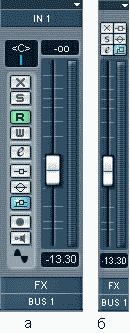 IN 1
<C> -oo
X
S
R
W
e
-13.30
FX
BUS 1
а
X
S W
e
-13.30
FX
BUS 1
б